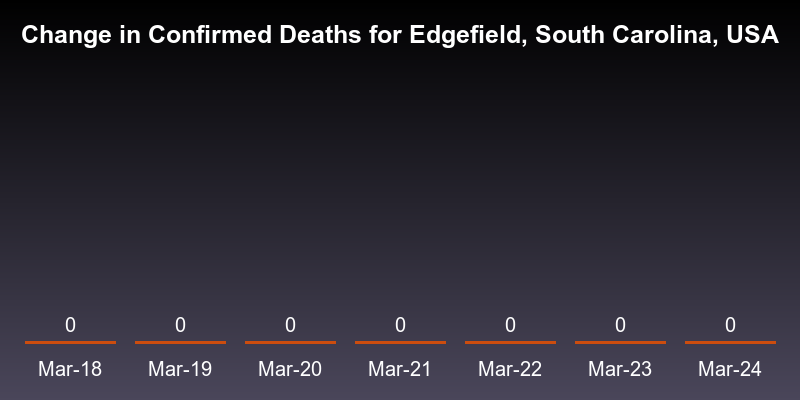 Change in Confirmed Deaths for Edgefield, South Carolina, USA
0 0 0 0 0 0 0
Mar-18 Mar-19 Mar-20 Mar-21 Mar-22 Mar-23 Mar-24